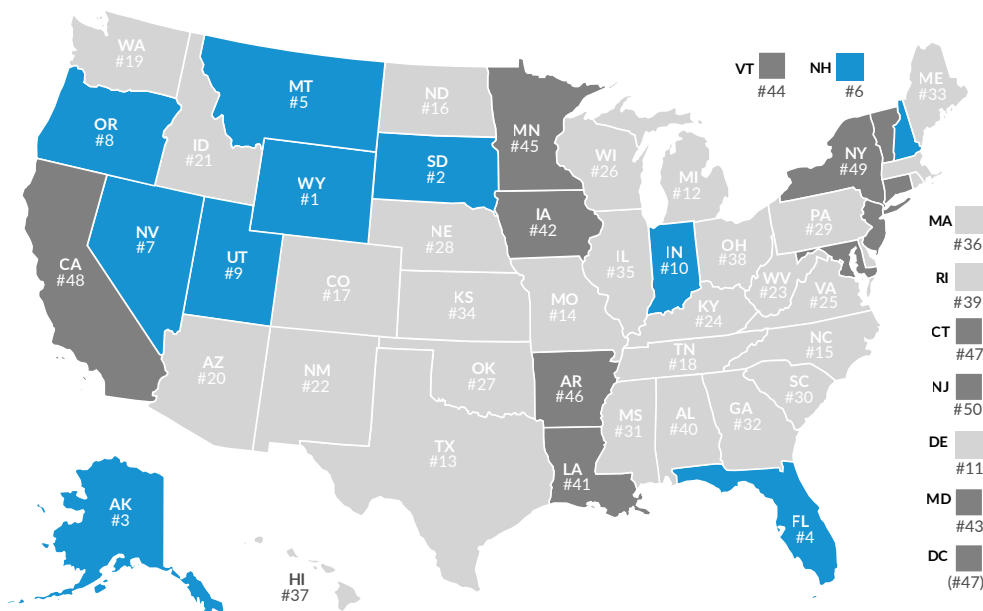 WA
#19
MT
#5
ND
#16
MN
#45
VT
#44
NH
#6
ME
#33
OR
#8
ID
#21
WY
#1
SD
#2
WI
#26
MI
#12
NY
#49
NV
#7
UT
#9
CA
#48
NE
#28
IA
#42
IL
#35
IN
#10
OH
#38
PA
#29
MA
#36
RI
#39
CT
#47
NJ
#50
DE
#11
MD
#43
DC
(#47)
CO
#17
KS
#34
MO
#14
KY
#24
WV
#23
VA
#25
NC
#15
TN
#18
SC
#30
AZ
#20
NM
#22
OK
#27
AR
#46
MS
#31
AL
#40
GA
#32
TX
#13
LA
#41
FL
#4
AK
#3
HI
#37